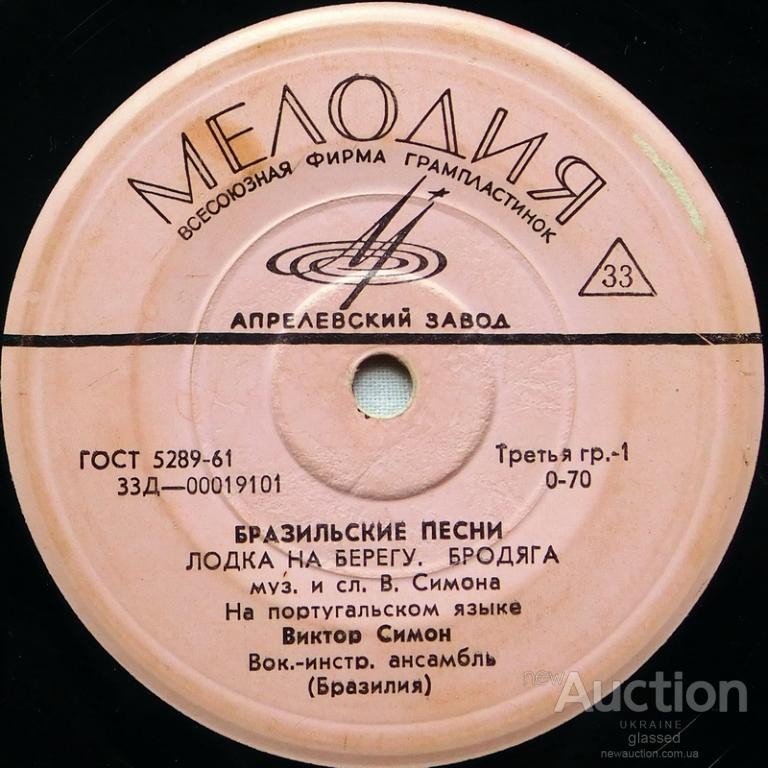 МЕЛОДИЯ
ВСЕСОЮЗНАЯ ФИРМА ГРАМПЛАСТИНОК
33
АПРЕЛЕВСКИЙ ЗАВОД
ГОСТ 5289-61 Третья гр.-1
33Д—00019101 0-70
БРАЗИЛЬСКИЕ ПЕСНИ
ЛОДКА НА БЕРЕГУ. БРОДЯГА
муз. и сл. В. Симона
На португальском языке
Виктор Симон
Вок.-инстр. ансамбль
(Бразилия)
newAuction
UKRAINE
glassed
newauction.com.ua